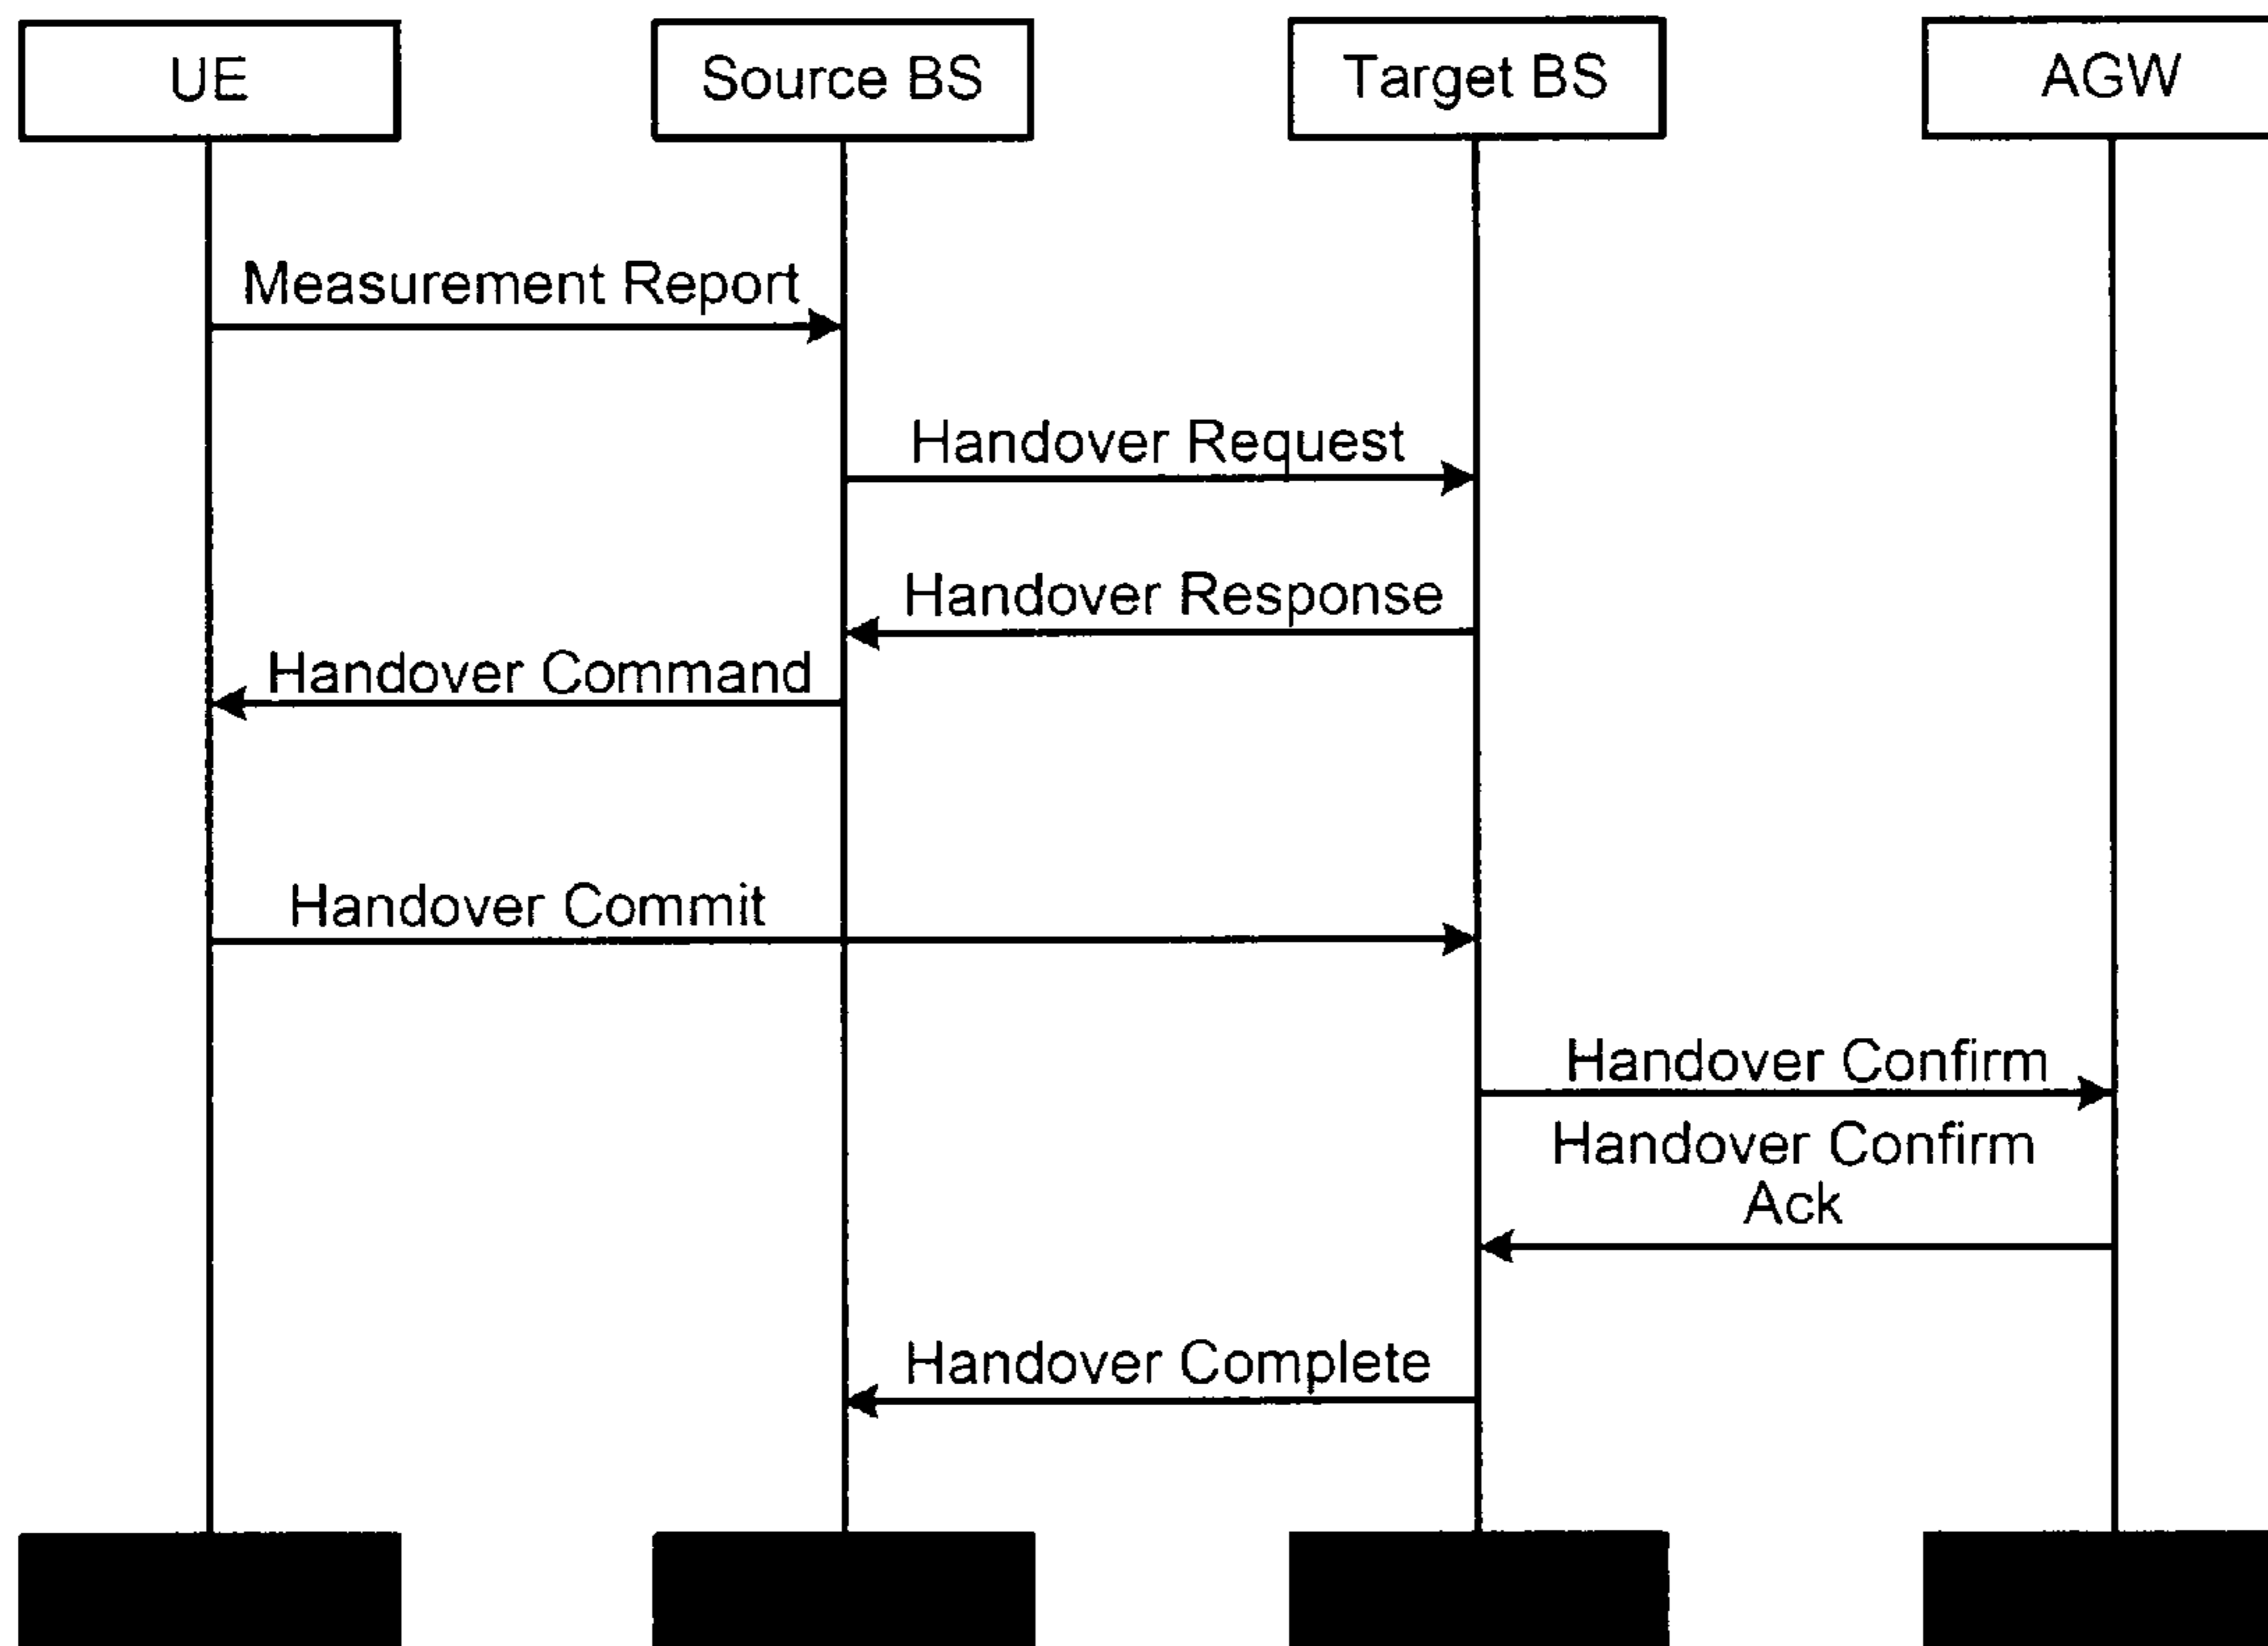 UE
Source BS
Target BS
AGW
Measurement Report
Handover Request
Handover Response
Handover Command
Handover Commit
Handover Confirm
Handover Confirm
Ack
Handover Complete